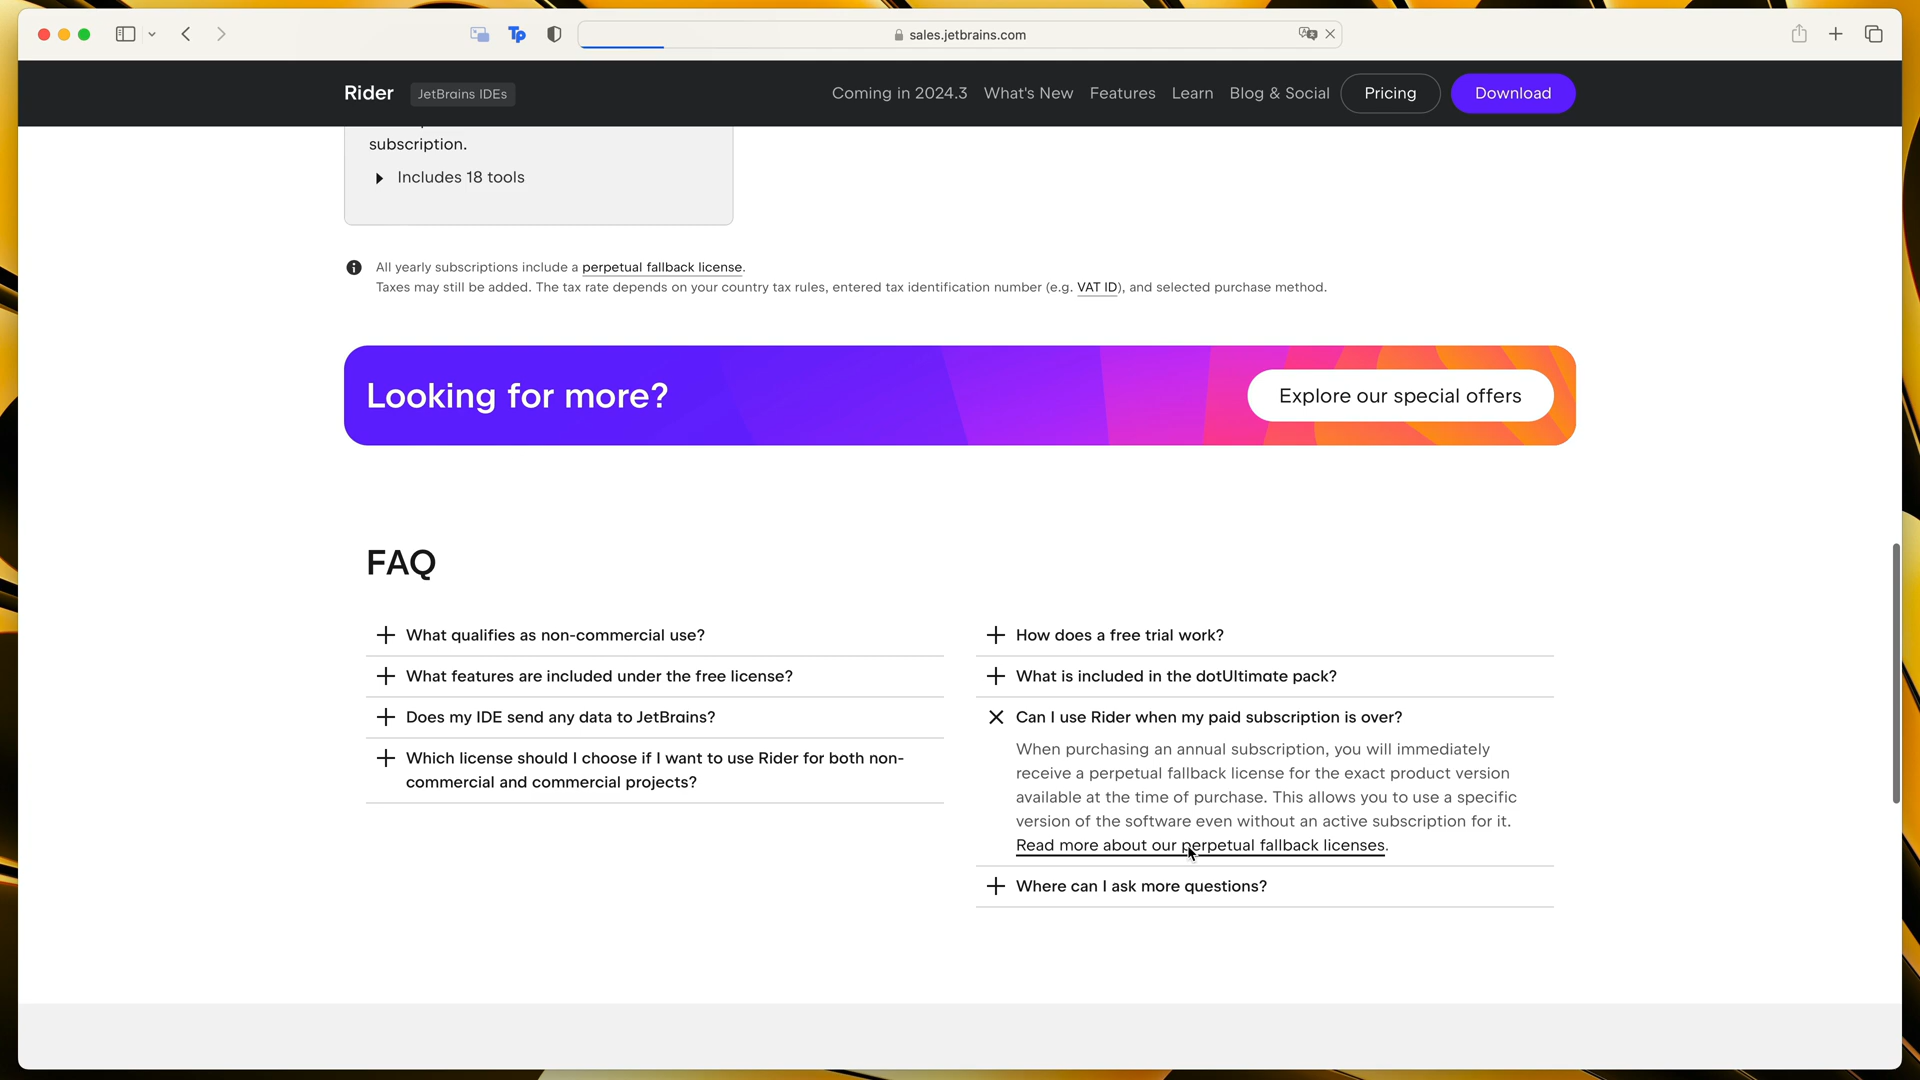 sales.jetbrains.com
Rider JetBrains IDEs Coming in 2024.3 What's New Features Learn Blog & Social Pricing Download
subscription.
Includes 18 tools
All yearly subscriptions include a perpetual fallback license.
Taxes may still be added. The tax rate depends on your country tax rules, entered tax identification number (e.g. VAT ID), and selected purchase method.
Looking for more?
Explore our special offers
FAQ
What qualifies as non-commercial use?
What features are included under the free license?
Does my IDE send any data to JetBrains?
Which license should I choose if I want to use Rider for both non-
commercial and commercial projects?
How does a free trial work?
What is included in the dotUltimate pack?
Can I use Rider when my paid subscription is over?
When purchasing an annual subscription, you will immediately
receive a perpetual fallback license for the exact product version
available at the time of purchase. This allows you to use a specific
version of the software even without an active subscription for it.
Read more about our perpetual fallback licenses.
Where can I ask more questions?